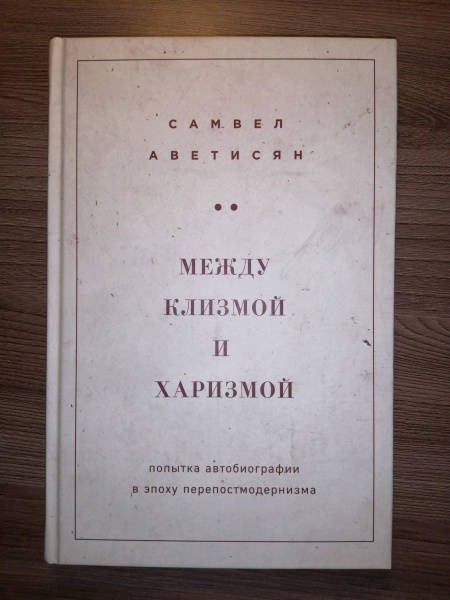 САМВЕЛ
АВЕТИСЯН
МЕЖДУ
КЛИЗМОЙ
И
ХАРИЗМОЙ
попытка автобиографии
в эпоху перепостмодернизма